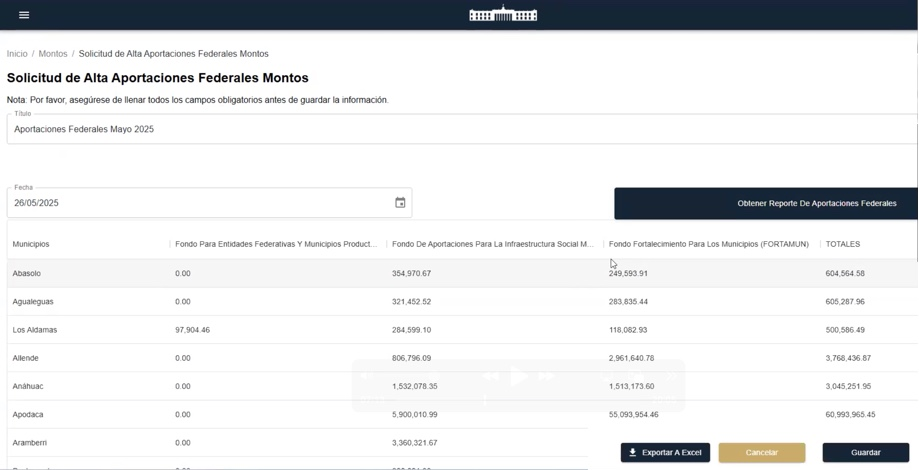 Inicio / Montos / Solicitud de Alta Aportaciones Federales Montos
Solicitud de Alta Aportaciones Federales Montos
Nota: Por favor, asegúrese de llenar todos los campos obligatorios antes de guardar la información.
Título
Aportaciones Federales Mayo 2025
Fecha
26/05/2025
Obtener Reporte De Aportaciones Federales
Municipios Fondo Para Entidades Federativas Y Municipios Product... Fondo De Aportaciones Para La Infraestructura Social M... Fondo Fortalecimiento Para Los Municipios (FORTAMUN) TOTALES
Abasolo 0.00 354,970.67 249,593.91 604,564.58
Agualeguas 0.00 321,452.52 283,835.44 605,287.96
Los Aldamas 97,904.46 284,599.10 118,082.93 500,586.49
Allende 0.00 806,796.09 2,961,640.78 3,768,436.87
Anáhuac 0.00 1,532,078.35 1,513,173.60 3,045,251.95
Apodaca 0.00 5,900,010.99 55,093,954.46 60,993,965.45
Aramberri 0.00 3,360,321.67
Exportar A Excel Cancelar Guardar